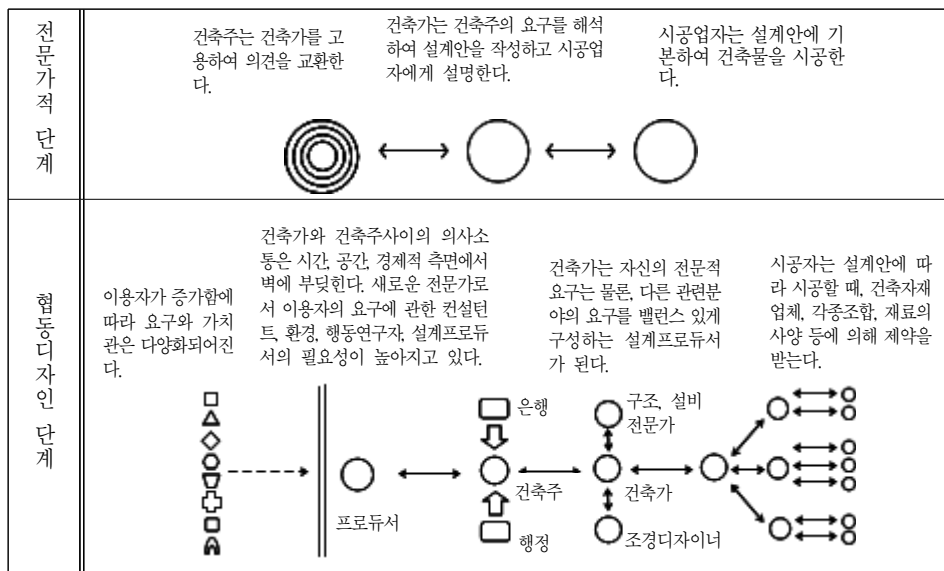 전문가적 단계
건축주는 건축가를 고
용하여 의견을 교환한
다.
건축가는 건축주의 요구를 해석
하여 설계안을 작성하고 시공업
자에게 설명한다.
시공업자는 설계안에 기
본하여 건축물을 시공한
다.
협동디자인 단계
이용자가 증가함에
따라 요구와 가치
관은 다양화되어진
다.
건축가와 건축주사이의 의사소
통은 시간, 공간, 경제적 측면에서
벽에 부딪힌다. 새로운 전문가로
서 이용자의 요구에 관한 컨설턴
트, 환경, 행동연구자, 설계프로듀
서의 필요성이 높아지고 있다.
건축가는 자신의 전문적
요구는 물론, 다른 관련분
야의 요구를 밸런스 있게
구성하는 설계프로듀서
가 된다.
시공자는 설계안에 따
라 시공할 때, 건축자재
업체, 각종조합, 재료의
사양 등에 의해 제약을
받는다.
은행
구조, 설비
전문가
프로듀서
건축주
건축가
행정
조경디자이너